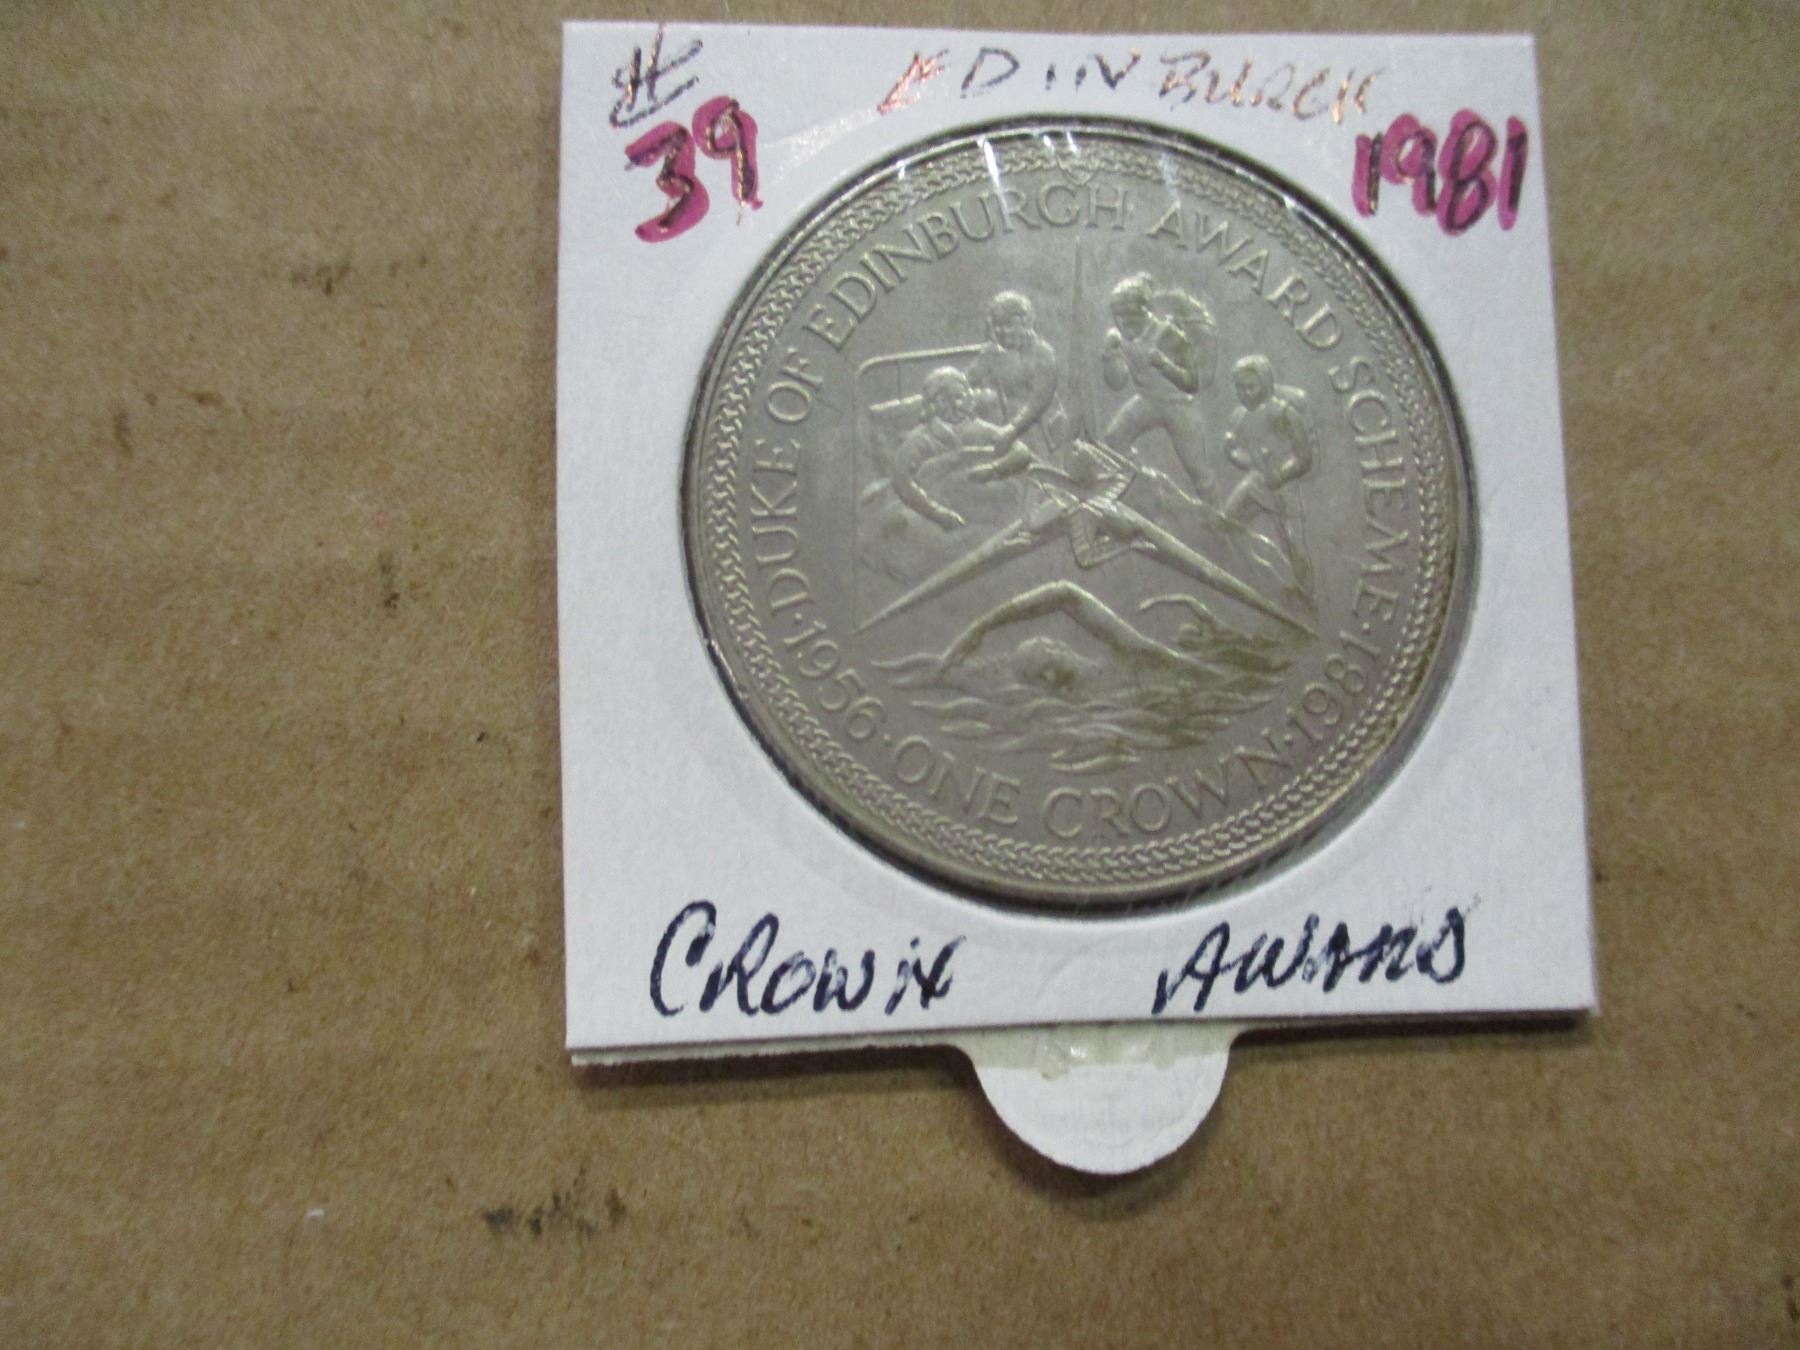 #
39
EDINBURGH
1981
DUKE OF EDINBURGH AWARD SCHEME
·1956·ONE CROWN·1981·
CROWN AWARD